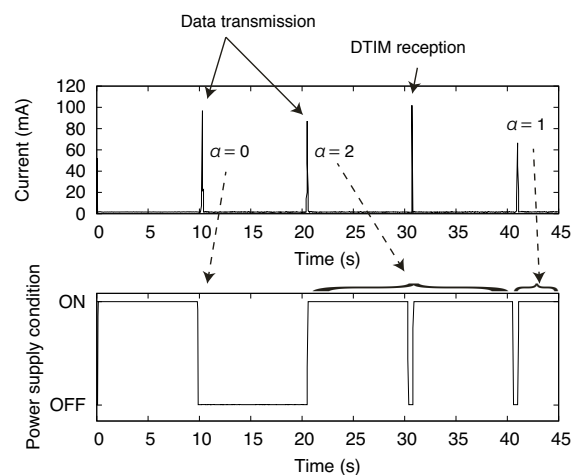 Data transmission
DTIM reception
Current (mA)
120
100
80
60
40
20
0
α = 0
α = 2
α = 1
0 5 10 15 20 25 30 35 40 45
Time (s)
Power supply condition
ON
OFF
0 5 10 15 20 25 30 35 40 45
Time (s)